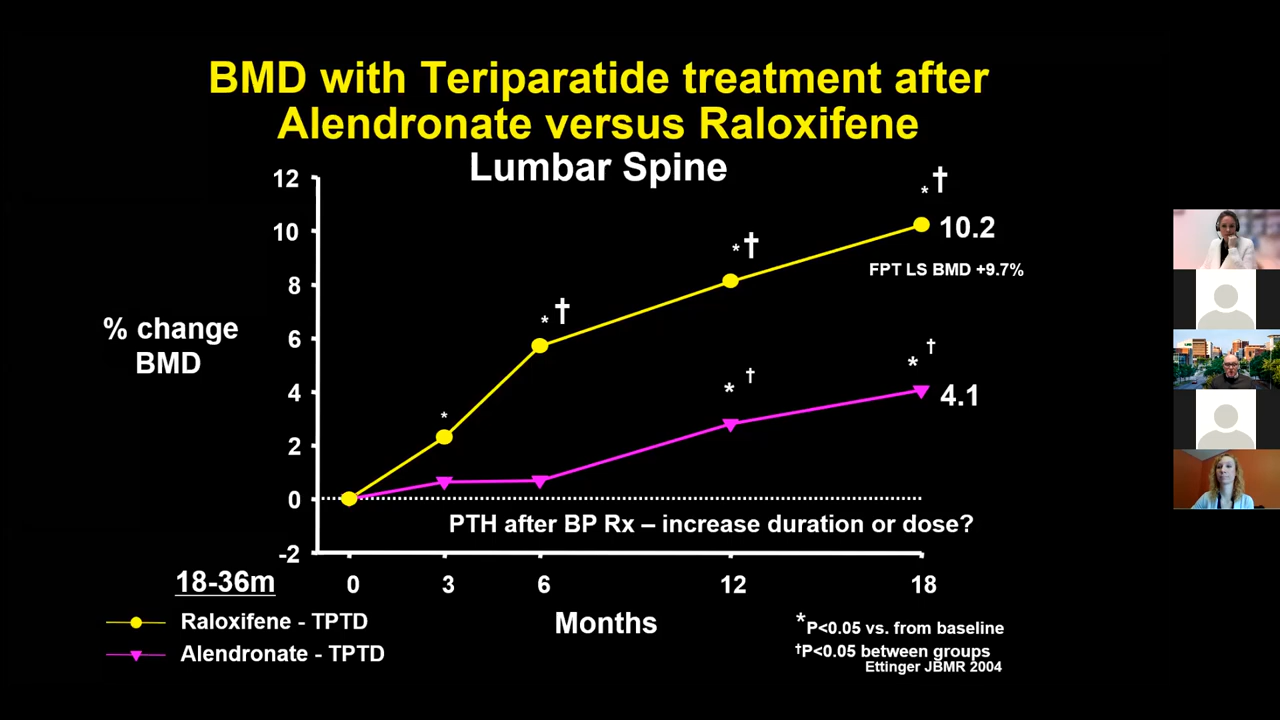 BMD with Teriparatide treatment after
Alendronate versus Raloxifene
Lumbar Spine
12
10
8
6
4
2
0
-2
% change
BMD
*
*†
*†
*†
10.2
FPT LS BMD +9.7%
* †
* †
4.1
PTH after BP Rx – increase duration or dose?
0 3 6 12 18
Months
18-36m
Raloxifene - TPTD
Alendronate - TPTD
*P<0.05 vs. from baseline
†P<0.05 between groups
Ettinger JBMR 2004